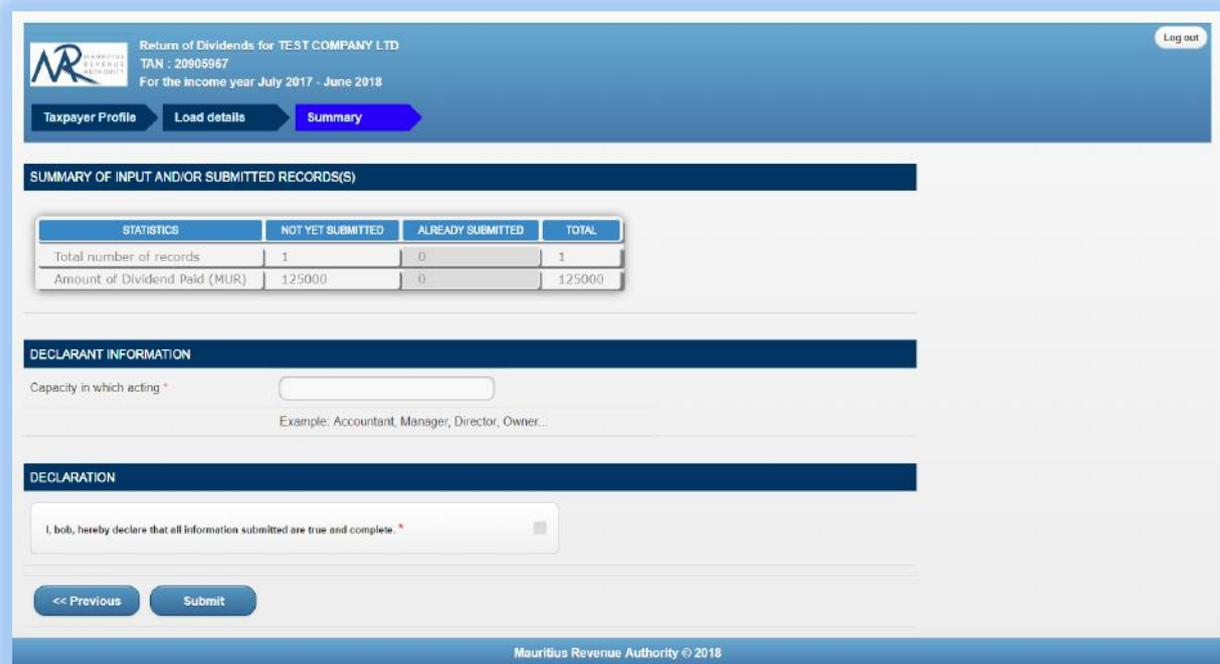 Log out
MAURITIUS
REVENUE
AUTHORITY
Return of Dividends for TEST COMPANY LTD
TAN : 20905967
For the income year July 2017 - June 2018
Taxpayer Profile Load details Summary
SUMMARY OF INPUT AND/OR SUBMITTED RECORDS(S)
STATISTICS NOT YET SUBMITTED ALREADY SUBMITTED TOTAL
Total number of records 1 0 1
Amount of Dividend Paid (MUR) 125000 0 125000
DECLARANT INFORMATION
Capacity in which acting *
Example: Accountant, Manager, Director, Owner...
DECLARATION
I, bob, hereby declare that all information submitted are true and complete. *
<< Previous Submit
Mauritius Revenue Authority © 2018